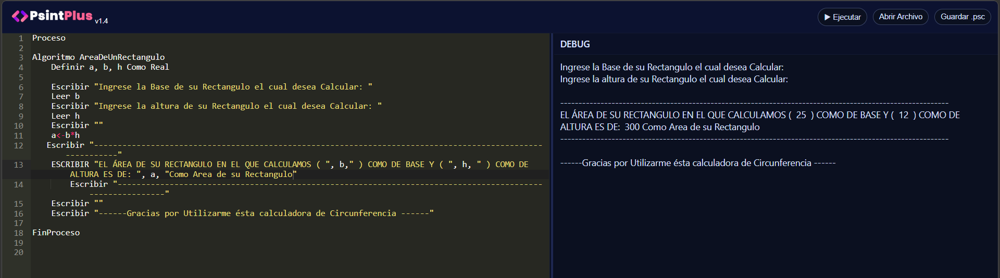 PsintPlus v1.4
▶ Ejecutar
Abrir Archivo
Guardar .psc
1 Proceso
2
3 Algoritmo AreaDeUnRectangulo
4 Definir a, b, h Como Real
5
6 Escribir "Ingrese la Base de su Rectangulo el cual desea Calcular: "
7 Leer b
8 Escribir "Ingrese la altura de su Rectangulo el cual desea Calcular: "
9 Leer h
10 Escribir ""
11 a<-b*h
12 Escribir "-----------------------------------------------------------------------------------------------
-----------"
13 ESCRIBIR "EL ÁREA DE SU RECTANGULO EN EL QUE CALCULAMOS ( ", b," ) COMO DE BASE Y ( ", h, " ) COMO DE
ALTURA ES DE: ", a, "Como Area de su Rectangulo"
14 Escribir "------------------------------------------------------------------------------------------
----------------"
15 Escribir ""
16 Escribir "------Gracias por Utilizarme ésta calculadora de Circunferencia ------"
17
18 FinProceso
19
20
DEBUG
Ingrese la Base de su Rectangulo el cual desea Calcular:
Ingrese la altura de su Rectangulo el cual desea Calcular:
----------------------------------------------------------------------------------------------------------
EL ÁREA DE SU RECTANGULO EN EL QUE CALCULAMOS ( 25 ) COMO DE BASE Y ( 12 ) COMO DE
ALTURA ES DE: 300 Como Area de su Rectangulo
----------------------------------------------------------------------------------------------------------
------Gracias por Utilizarme ésta calculadora de Circunferencia ------